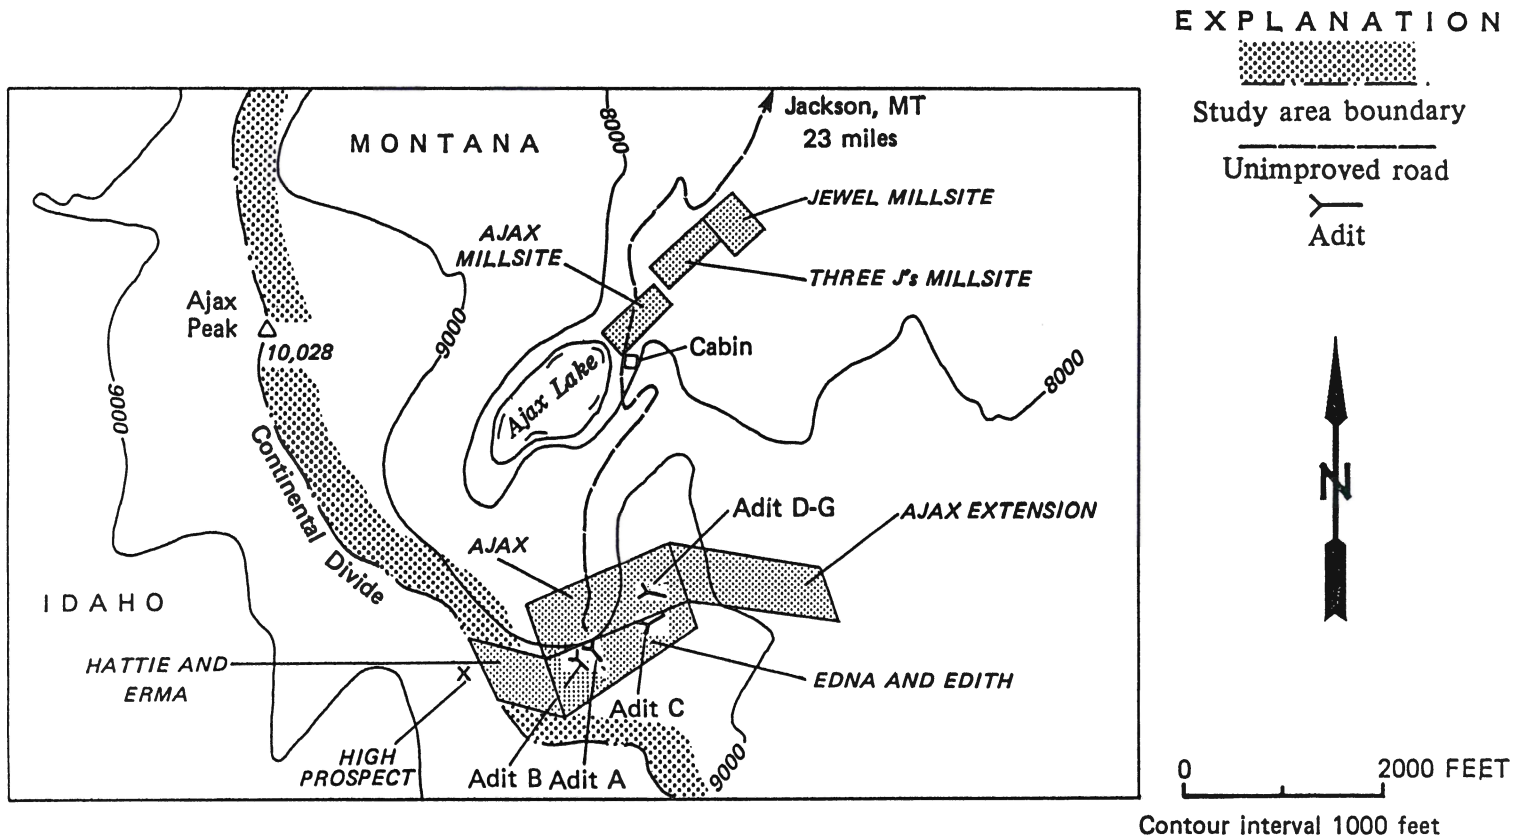 EXPLANATION
Study area boundary
Unimproved road
Adit
N
0 2000 FEET
Contour interval 1000 feet
MONTANA
8000
Jackson, MT
23 miles
JEWEL MILLSITE
AJAX
MILLSITE
THREE J's MILLSITE
Ajax
Peak
10,028
9000
Cabin
Ajax Lake
8000
9000
Continental Divide
Adit D-G
AJAX EXTENSION
AJAX
IDAHO
HATTIE AND
ERMA
X
EDNA AND EDITH
Adit C
HIGH
PROSPECT
Adit B
Adit A
9000